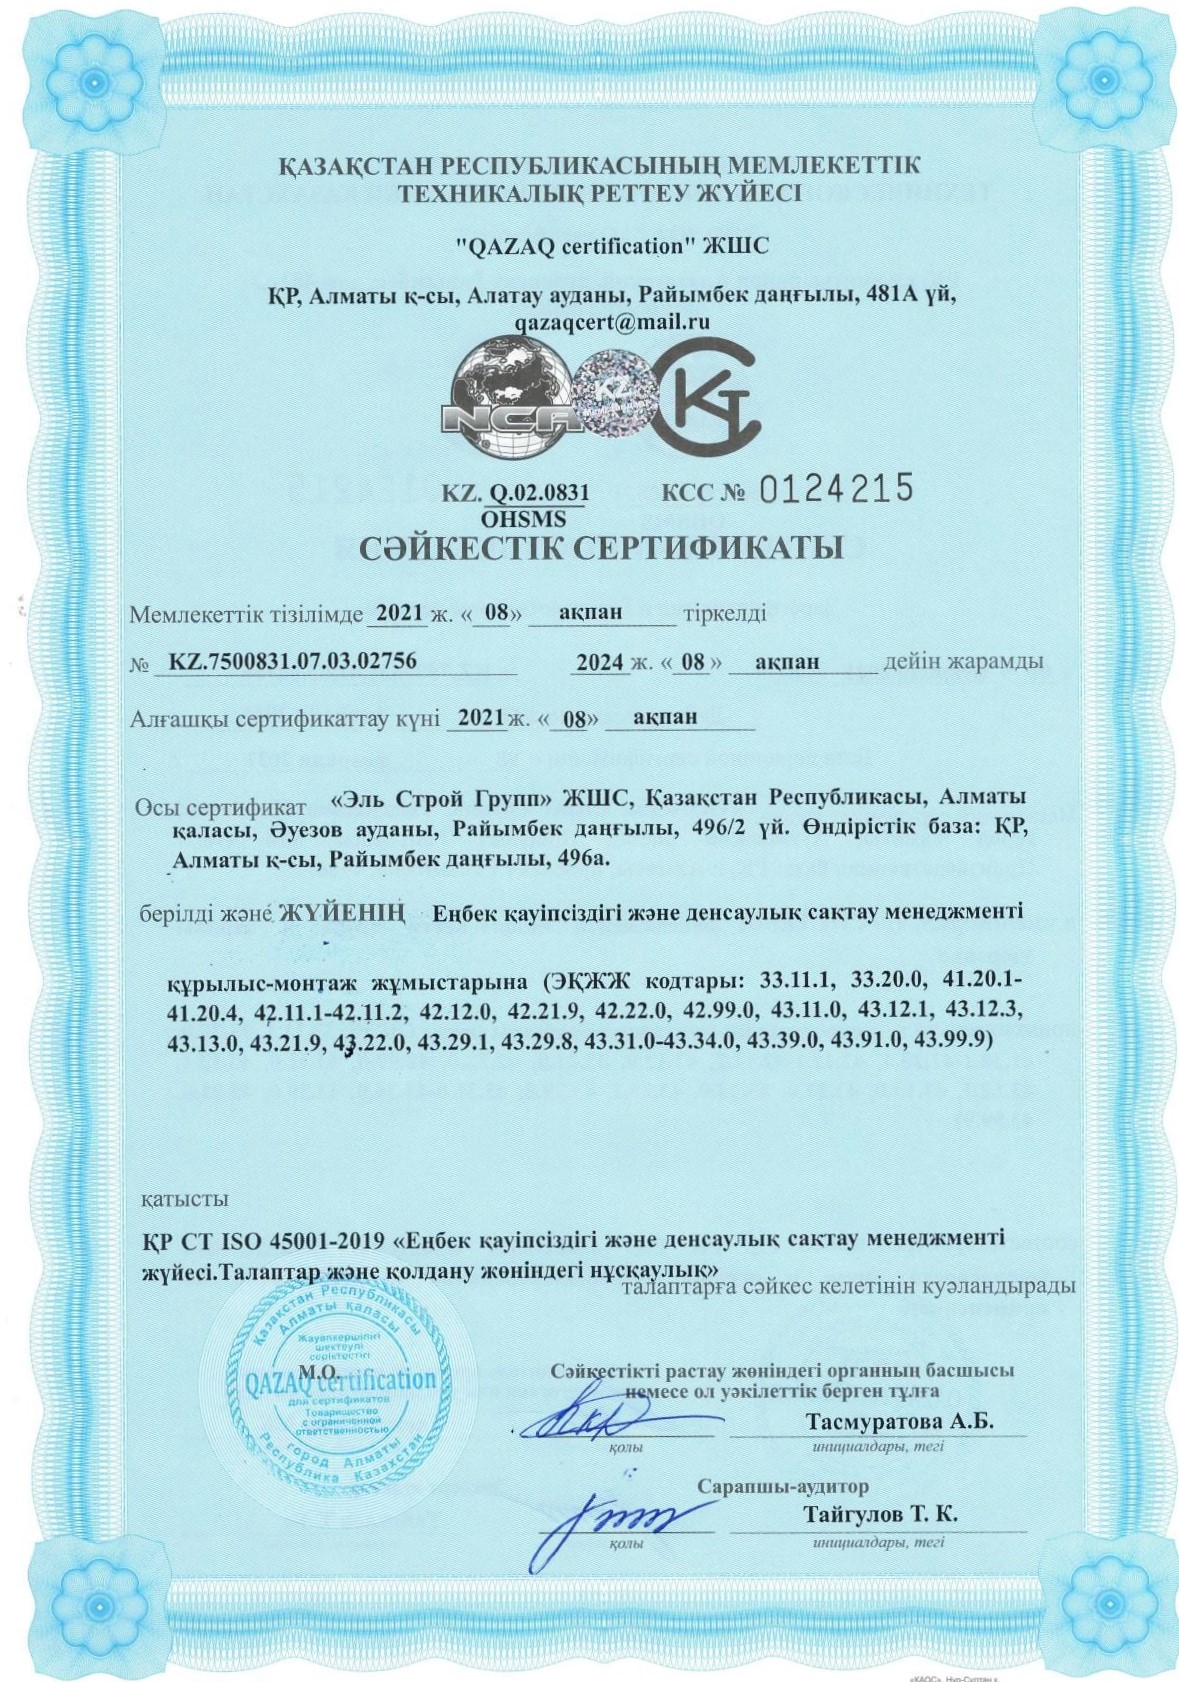 ҚАЗАҚСТАН РЕСПУБЛИКАСЫНЫҢ МЕМЛЕКЕТТІК
ТЕХНИКАЛЫҚ РЕТТЕУ ЖҮЙЕСІ
"QAZAQ certification" ЖШС
ҚР, Алматы қ-сы, Алатау ауданы, Райымбек даңғылы, 481А үй,
qazaqcert@mail.ru
NCA
KZ
KZ. Q.02.0831
КСС № 0124215
OHSMS
СӘЙКЕСТІК СЕРТИФИКАТЫ
Мемлекеттік тізілімде 2021 ж. « 08» ақпан тіркелді
№ KZ.7500831.07.03.02756 2024 ж. « 08 » ақпан дейін жарамды
Алғашқы сертификаттау күні 2021 ж. « 08» ақпан
Осы сертификат «Эль Строй Групп» ЖШС, Қазақстан Республикасы, Алматы
қаласы, Әуезов ауданы, Райымбек даңғылы, 496/2 үй. Өндірістік база: ҚР,
Алматы қ-сы, Райымбек даңғылы, 496а.
берілді және ЖҮЙЕНІҢ Еңбек қауіпсіздігі және денсаулық сақтау менеджменті
құрылыс-монтаж жұмыстарына (ЭҚЖЖ кодтары: 33.11.1, 33.20.0, 41.20.1-
41.20.4, 42.11.1-42.11.2, 42.12.0, 42.21.9, 42.22.0, 42.99.0, 43.11.0, 43.12.1, 43.12.3,
43.13.0, 43.21.9, 43.22.0, 43.29.1, 43.29.8, 43.31.0-43.34.0, 43.39.0, 43.91.0, 43.99.9)
қатысты
ҚР СТ ISO 45001-2019 «Еңбек қауіпсіздігі және денсаулық сақтау менеджменті
жүйесі.Талаптар және қолдану жөніндегі нұсқаулық»
талаптарға сәйкес келетінін куәландырады
Қазақстан Республикасы
Алматы қаласы
Жауапкершілігі
шектеулі
серіктестігі
М.О.
QAZAQ certification
для сертификатов
Товарищество
с ограниченной
ответственностью
город Алматы
Республика Казахстан
Сәйкестікті растау жөніндегі органның басшысы
немесе ол уәкілеттік берген тұлға
Тасмуратова А.Б.
қолы
инициалдары, тегі
Сарапшы-аудитор
Тайгулов Т. К.
қолы
инициалдары, тегі